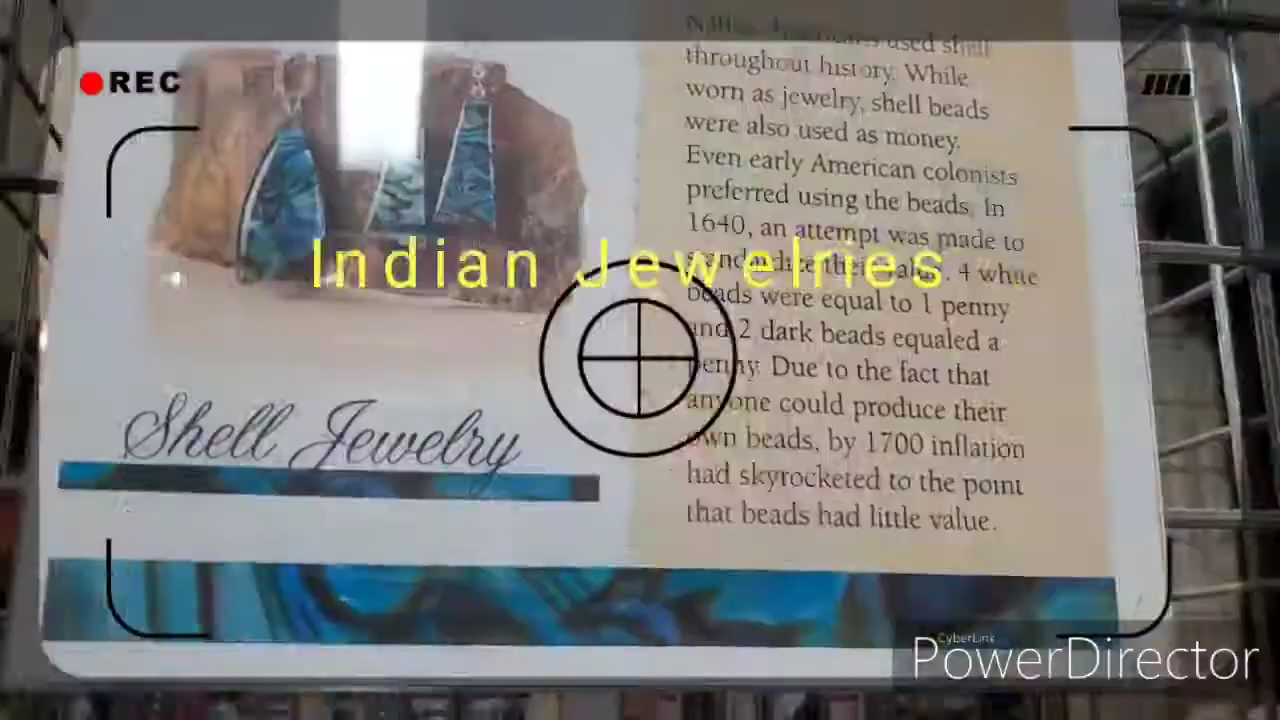 REC
used shell
throughout history. While
worn as jewelry, shell beads
were also used as money.
Even early American colonists
preferred using the beads. In
1640, an attempt was made to
4 white
beads were equal to 1 penny
and 2 dark beads equaled a
penny. Due to the fact that
anyone could produce their
own beads, by 1700 inflation
had skyrocketed to the point
that beads had little value.
Indian Jewelries
Shell Jewelry
CyberLink
PowerDirector